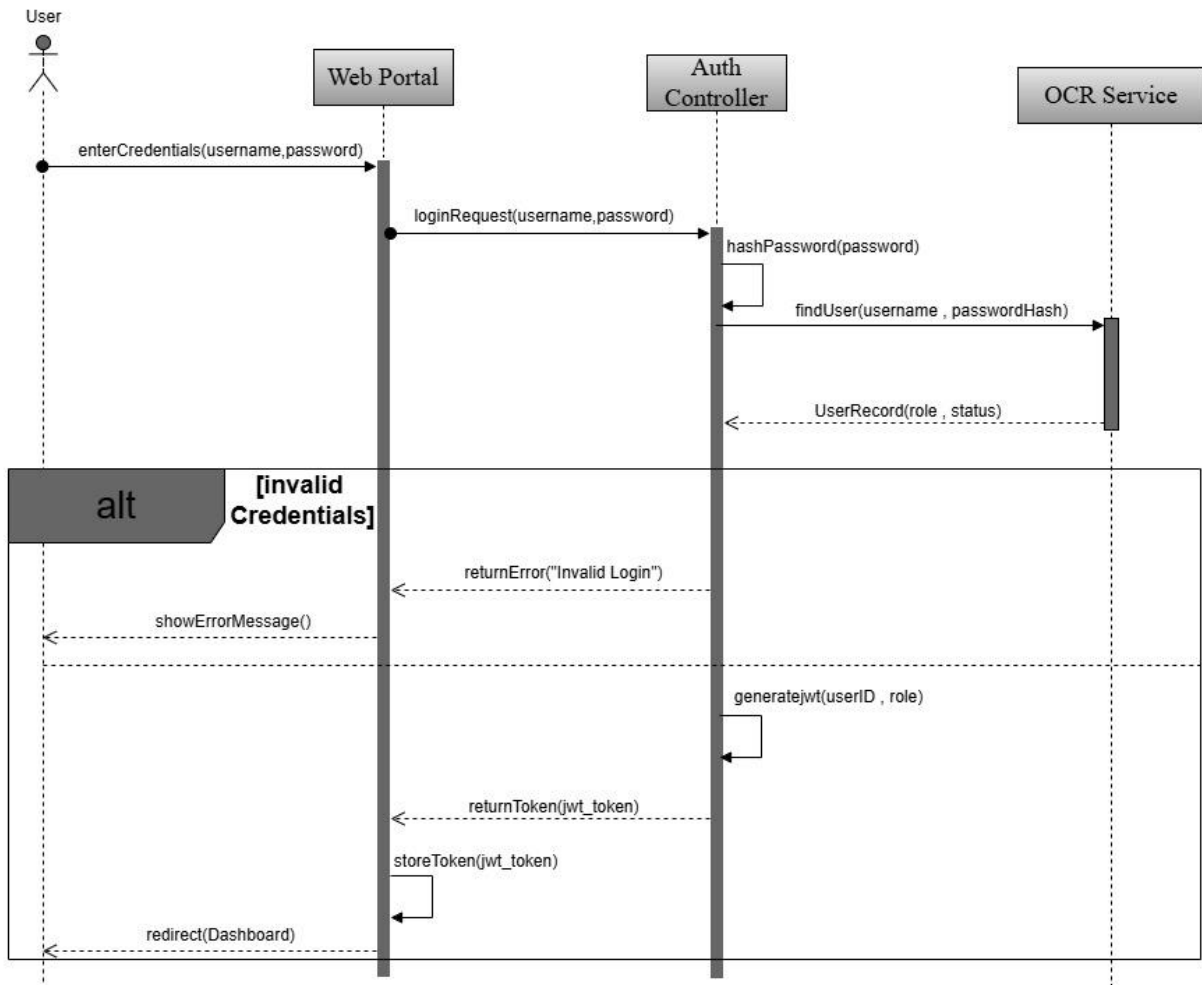 User
Web Portal
Auth
Controller
OCR Service
enterCredentials(username,password)
loginRequest(username,password)
hashPassword(password)
findUser(username , passwordHash)
UserRecord(role , status)
alt
[invalid
Credentials]
returnError("Invalid Login")
showErrorMessage()
generatejwt(userID , role)
returnToken(jwt_token)
storeToken(jwt_token)
redirect(Dashboard)